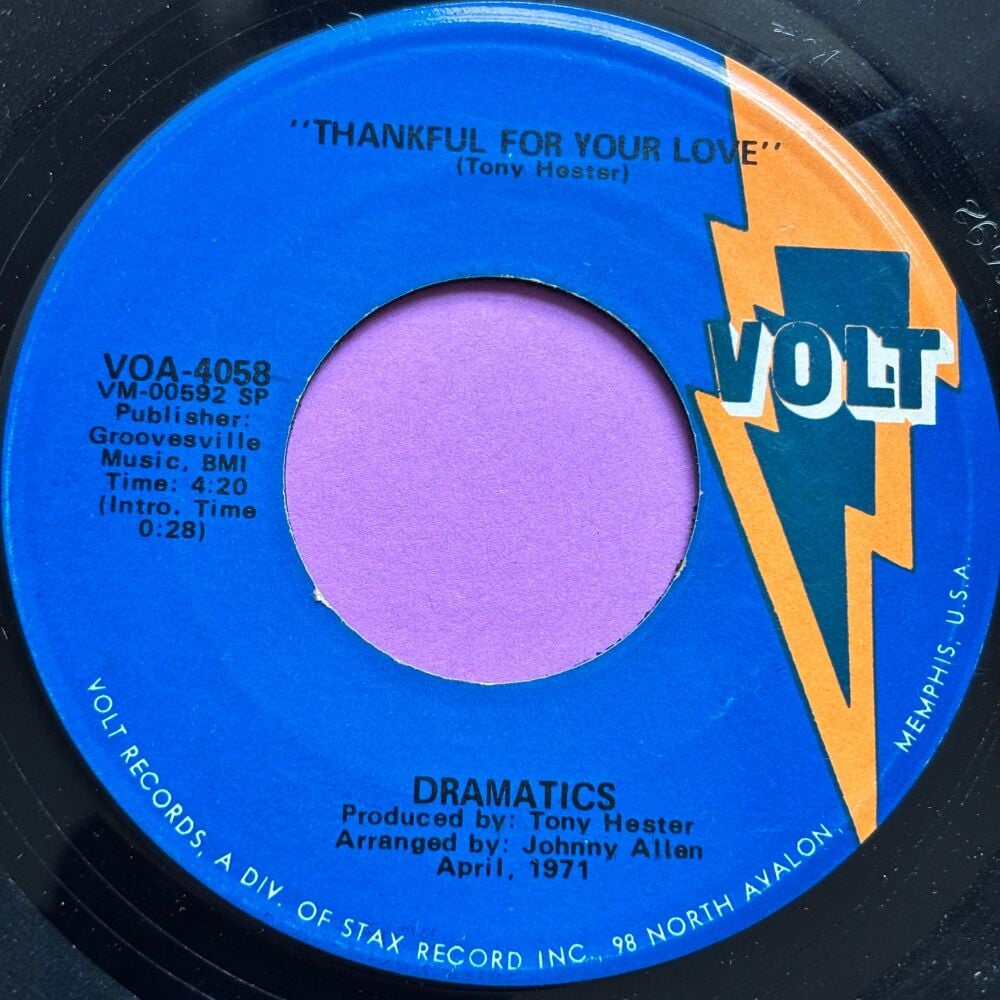 "THANKFUL FOR YOUR LOVE"
(Tony Hester)
VOLT
VOA-4058
VM-00592 SP
Publisher:
Groovesville
Music, BMI
Time: 4:20
(Intro. Time
0:28)
DRAMATICS
Produced by: Tony Hester
Arranged by: Johnny Allen
April, 1971
VOLT RECORDS, A DIV. OF STAX RECORD INC., 98 NORTH AVALON, MEMPHIS, U.S.A.